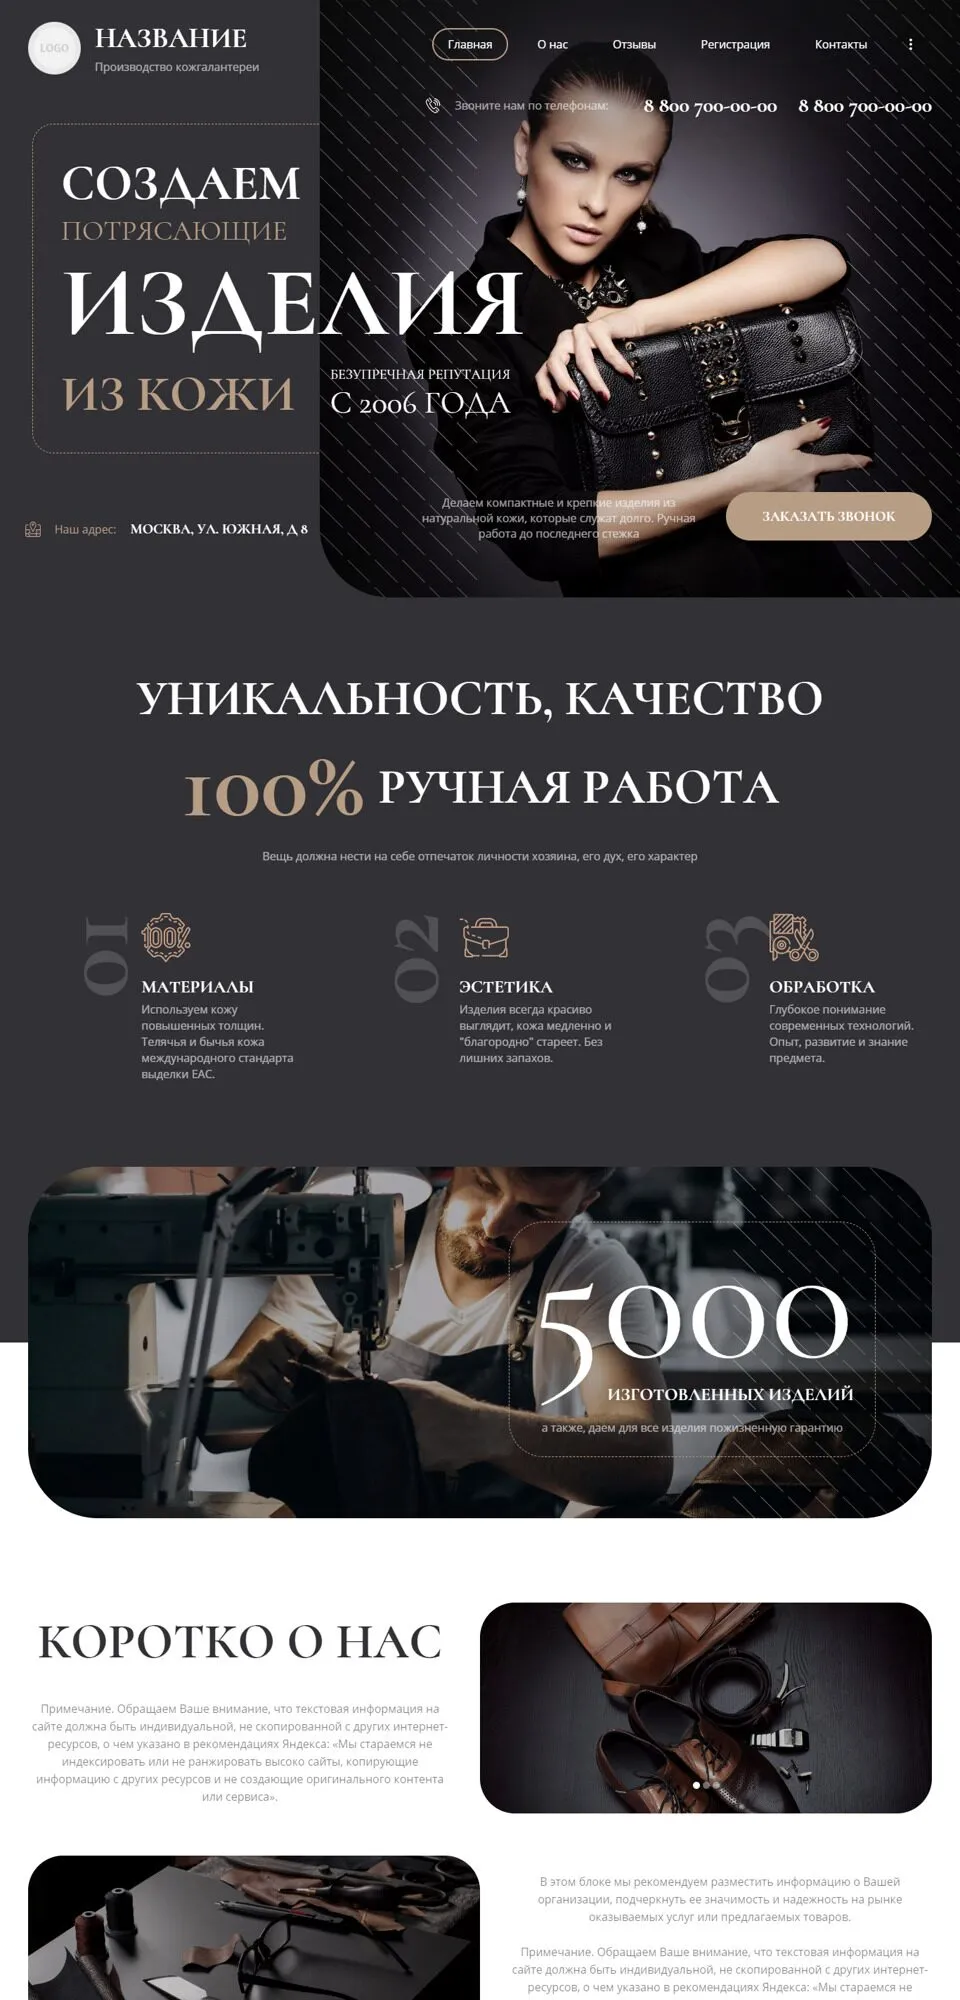 LOGO
НАЗВАНИЕ
Производство кожгалантереи
Главная
О нас
Отзывы
Регистрация
Контакты
Звоните нам по телефонам:
8 800 700-00-00
8 800 700-00-00
СОЗДАЕМ
ПОТРЯСАЮЩИЕ
ИЗДЕЛИЯ
ИЗ КОЖИ
БЕЗУПРЕЧНАЯ РЕПУТАЦИЯ
С 2006 ГОДА
Наш адрес:
МОСКВА, УЛ. ЮЖНАЯ, Д 8
Делаем компактные и крепкие изделия из
натуральной кожи, которые служат долго. Ручная
работа до последнего стежка
ЗАКАЗАТЬ ЗВОНОК
УНИКАЛЬНОСТЬ, КАЧЕСТВО
100% РУЧНАЯ РАБОТА
Вещь должна нести на себе отпечаток личности хозяина, его дух, его характер
01
100%
МАТЕРИАЛЫ
Используем кожу
повышенных толщин.
Телячья и бычья кожа
международного стандарта
выделки ЕАС.
02
ЭСТЕТИКА
Изделия всегда красиво
выглядит, кожа медленно и
"благородно" стареет. Без
лишних запахов.
03
ОБРАБОТКА
Глубокое понимание
современных технологий.
Опыт, развитие и знание
предмета.
5000
ИЗГОТОВЛЕННЫХ ИЗДЕЛИЙ
а также, даем для все изделия пожизненную гарантию
КОРОТКО О НАС
Примечание. Обращаем Ваше внимание, что текстовая информация на
сайте должна быть индивидуальной, не скопированной с других интернет-
ресурсов, о чем указано в рекомендациях Яндекса: «Мы стараемся не
индексировать или не ранжировать высоко сайты, копирующие
информацию с других ресурсов и не создающие оригинального контента
или сервиса».
В этом блоке мы рекомендуем разместить информацию о Вашей
организации, подчеркнуть ее значимость и надежность на рынке
оказываемых услуг или предлагаемых товаров.
Примечание. Обращаем Ваше внимание, что текстовая информация на
сайте должна быть индивидуальной, не скопированной с других интернет-
ресурсов, о чем указано в рекомендациях Яндекса: «Мы стараемся не